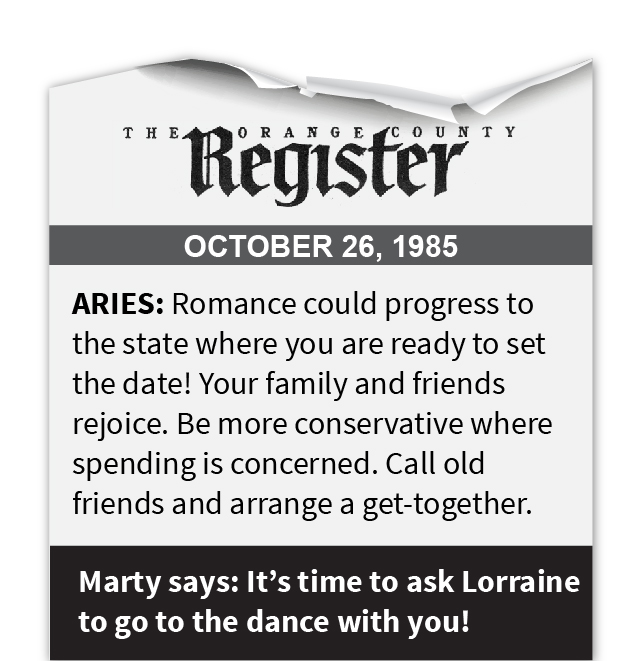 THE ORANGE COUNTY
Register
OCTOBER 26, 1985
ARIES: Romance could progress to
the state where you are ready to set
the date! Your family and friends
rejoice. Be more conservative where
spending is concerned. Call old
friends and arrange a get-together.
Marty says: It’s time to ask Lorraine
to go to the dance with you!